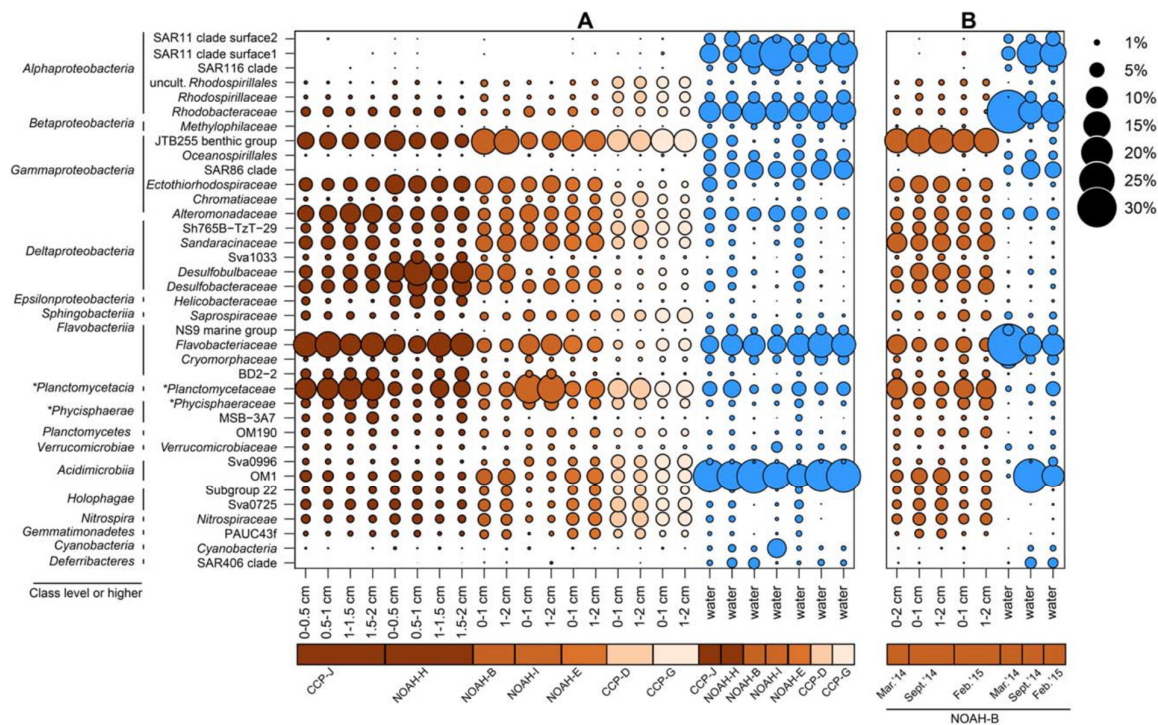 A
B
Alphaproteobacteria
Betaproteobacteria
Gammaproteobacteria
Deltaproteobacteria
Epsilonproteobacteria
Sphingobacteriia
Flavobacteriia
*Planctomycetacia
*Phycisphaerae
Planctomycetes
Verrucomicrobiae
Acidimicrobiia
Holophagae
Nitrospira
Gemmatimonadetes
Cyanobacteria
Deferribacteres
Class level or higher
SAR11 clade surface2
SAR11 clade surface1
SAR116 clade
uncult. Rhodospirillales
Rhodospirillaceae
Rhodobacteraceae
Methylophilaceae
JTB255 benthic group
Oceanospirillales
SAR86 clade
Ectothiorhodospiraceae
Chromatiaceae
Alteromonadaceae
Sh765B−TzT−29
Sandaracinaceae
Sva1033
Desulfobulbaceae
Desulfobacteraceae
Helicobacteraceae
Saprospiraceae
NS9 marine group
Flavobacteriaceae
Cryomorphaceae
BD2−2
*Planctomycetaceae
*Phycisphaeraceae
MSB−3A7
OM190
Verrucomicrobiaceae
Sva0996
OM1
Subgroup 22
Sva0725
Nitrospiraceae
PAUC43f
Cyanobacteria
SAR406 clade
1%
5%
10%
15%
20%
25%
30%
0-0.5 cm
0.5-1 cm
1-1.5 cm
1.5-2 cm
0-0.5 cm
0.5-1 cm
1-1.5 cm
1.5-2 cm
0-1 cm
1-2 cm
0-1 cm
1-2 cm
0-1 cm
1-2 cm
0-1 cm
1-2 cm
0-1 cm
1-2 cm
water
water
water
water
water
water
water
0-2 cm
0-1 cm
1-2 cm
0-1 cm
1-2 cm
water
water
water
CCP-J
NOAH-H
NOAH-B
NOAH-I
NOAH-E
CCP-D
CCP-G
CCP-J
NOAH-H
NOAH-B
NOAH-I
NOAH-E
CCP-D
CCP-G
Mar.'14
Sept.'14
Feb.'15
Mar.'14
Sept.'14
Feb.'15
NOAH-B